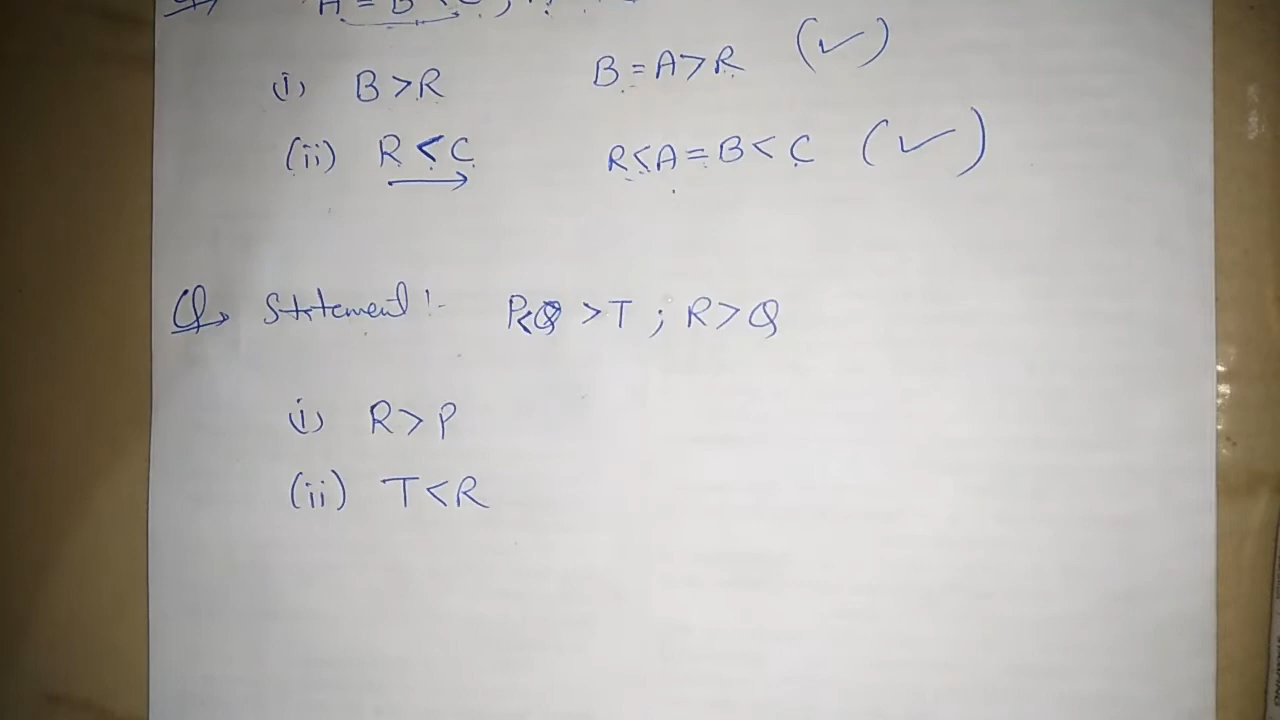 A = B < C ;
(i) B > R B = A > R (✓)
(ii) R < C R < A = B < C (✓)
Q→ Statement :- P < Q > T ; R > Q
(i) R > P
(ii) T < R